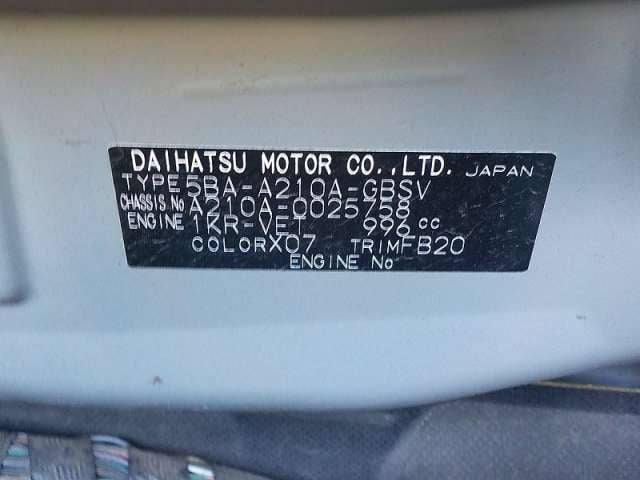 DAIHATSU MOTOR CO.,LTD. JAPAN
TYPE 5BA-A210A-GBSV
CHASSIS No A210A-0025758
ENGINE 1KR-VET 996 cc
COLOR X07 TRIM FB20
ENGINE No